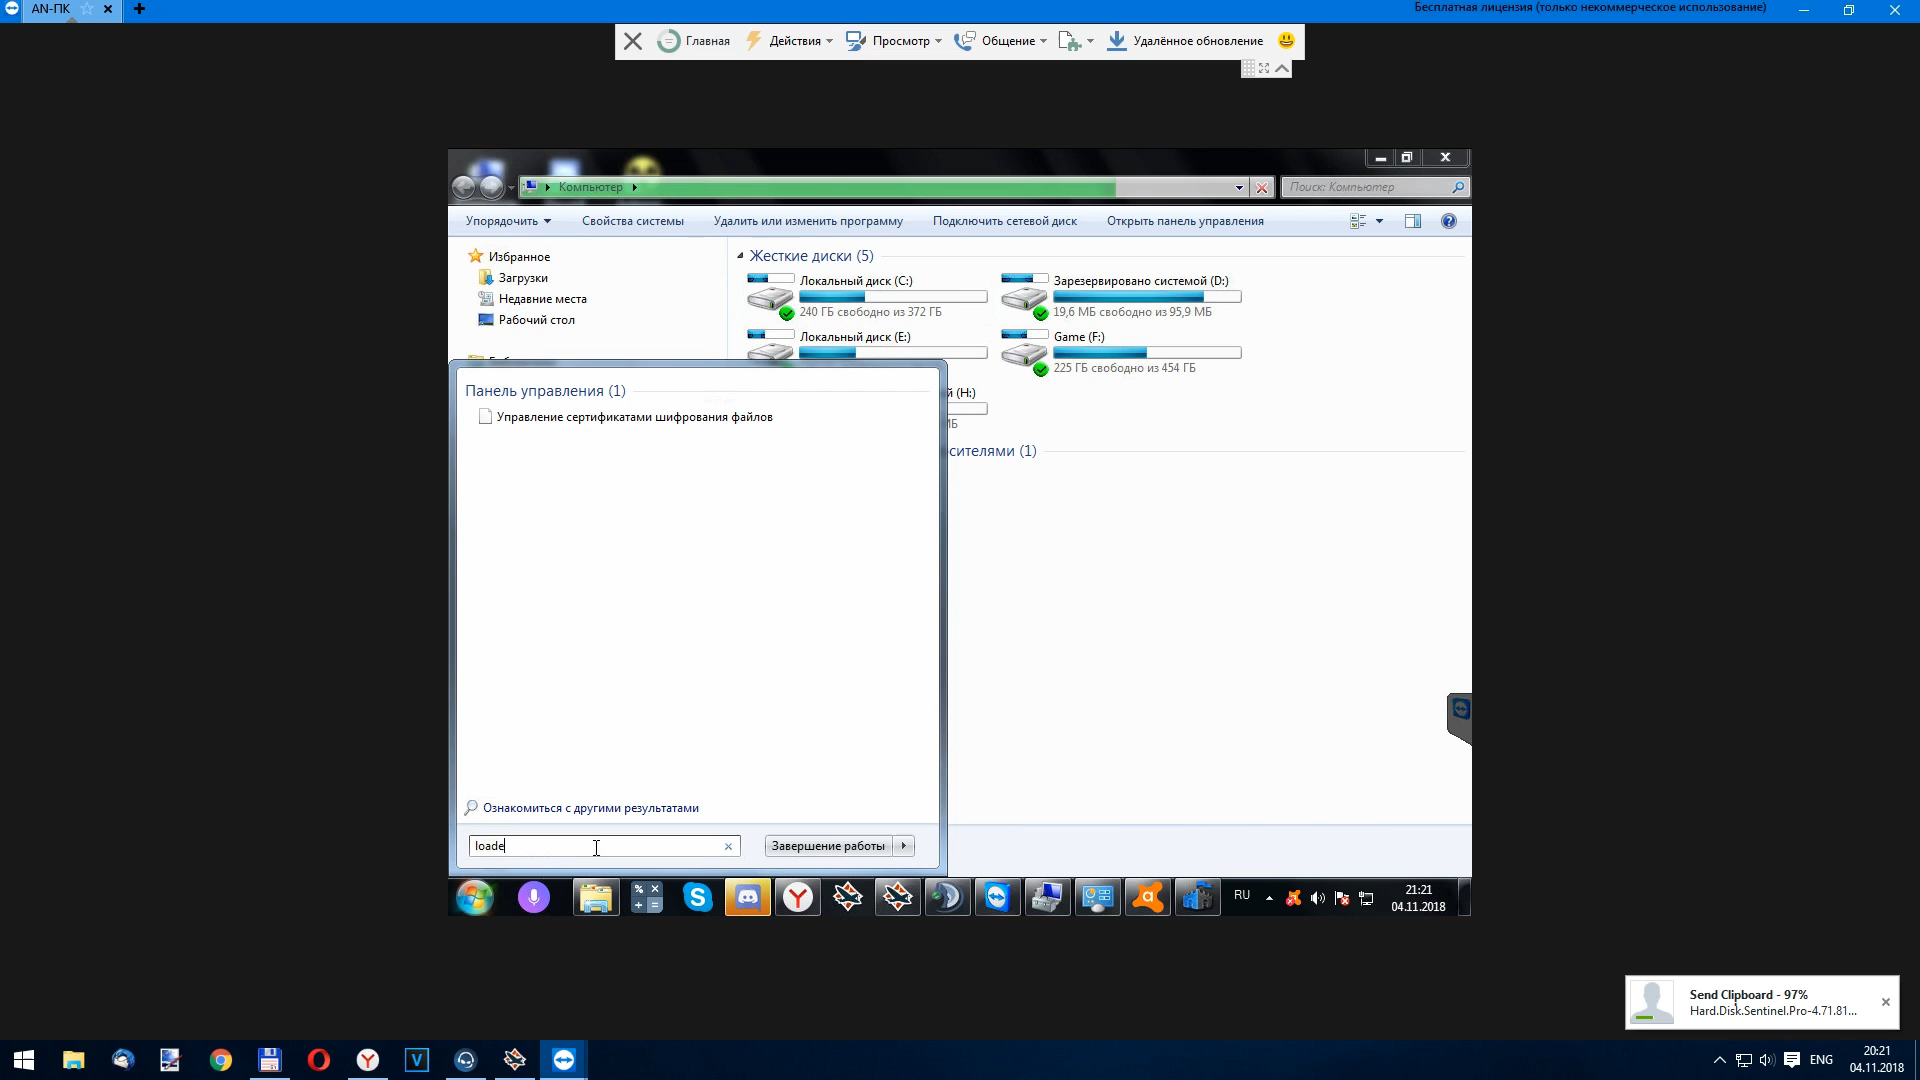 AN-ПК
Бесплатная лицензия (только некоммерческое использование)
Главная
Действия
Просмотр
Общение
Удалённое обновление
Компьютер
Поиск: Компьютер
Упорядочить
Свойства системы
Удалить или изменить программу
Подключить сетевой диск
Открыть панель управления
Избранное
Загрузки
Недавние места
Рабочий стол
Жесткие диски (5)
Локальный диск (C:)
240 ГБ свободно из 372 ГБ
Зарезервировано системой (D:)
19,6 МБ свободно из 95,9 МБ
Локальный диск (E:)
Game (F:)
225 ГБ свободно из 454 ГБ
й (H:)
МБ
сителями (1)
Панель управления (1)
Управление сертификатами шифрования файлов
Ознакомиться с другими результатами
loade
Завершение работы
RU
21:21
04.11.2018
Send Clipboard - 97%
Hard.Disk.Sentinel.Pro-4.71.81...
ENG
20:21
04.11.2018